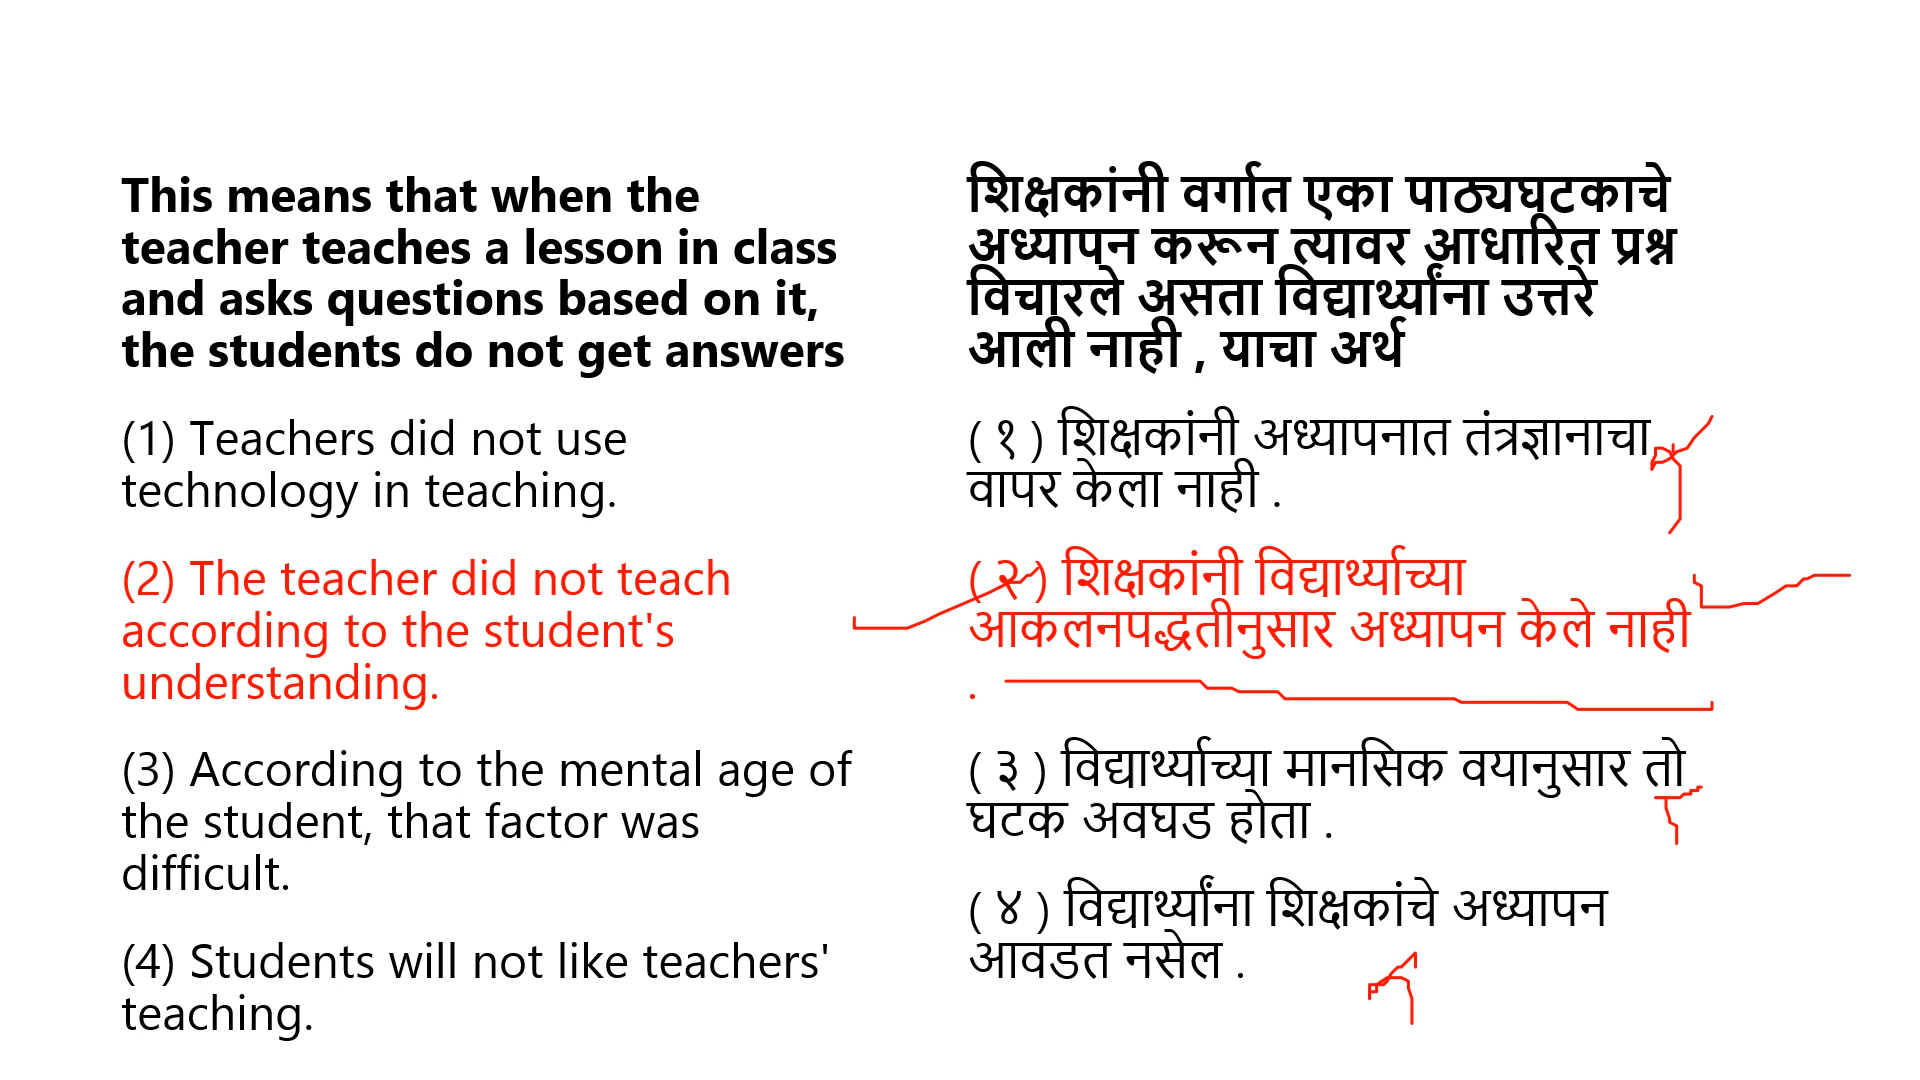 This means that when the
teacher teaches a lesson in class
and asks questions based on it,
the students do not get answers
(1) Teachers did not use
technology in teaching.
(2) The teacher did not teach
according to the student's
understanding.
(3) According to the mental age of
the student, that factor was
difficult.
(4) Students will not like teachers'
teaching.
शिक्षकांनी वर्गात एका पाठ्यघटकाचे
अध्यापन करून त्यावर आधारित प्रश्न
विचारले असता विद्यार्थ्यांना उत्तरे
आली नाही , याचा अर्थ
( १ ) शिक्षकांनी अध्यापनात तंत्रज्ञानाचा
वापर केला नाही .
( २ ) शिक्षकांनी विद्यार्थ्याच्या
आकलनपद्धतीनुसार अध्यापन केले नाही
.
( ३ ) विद्यार्थ्याच्या मानसिक वयानुसार तो
घटक अवघड होता .
( ४ ) विद्यार्थ्यांना शिक्षकांचे अध्यापन
आवडत नसेल .